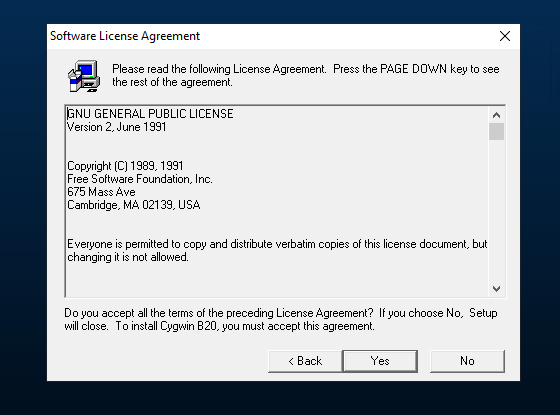 Software License Agreement
Please read the following License Agreement. Press the PAGE DOWN key to see
the rest of the agreement.
GNU GENERAL PUBLIC LICENSE
Version 2, June 1991
Copyright (C) 1989, 1991
Free Software Foundation, Inc.
675 Mass Ave
Cambridge, MA 02139, USA
Everyone is permitted to copy and distribute verbatim copies of this license document, but
changing it is not allowed.
Do you accept all the terms of the preceding License Agreement? If you choose No, Setup
will close. To install Cygwin B20, you must accept this agreement.
< Back
Yes
No